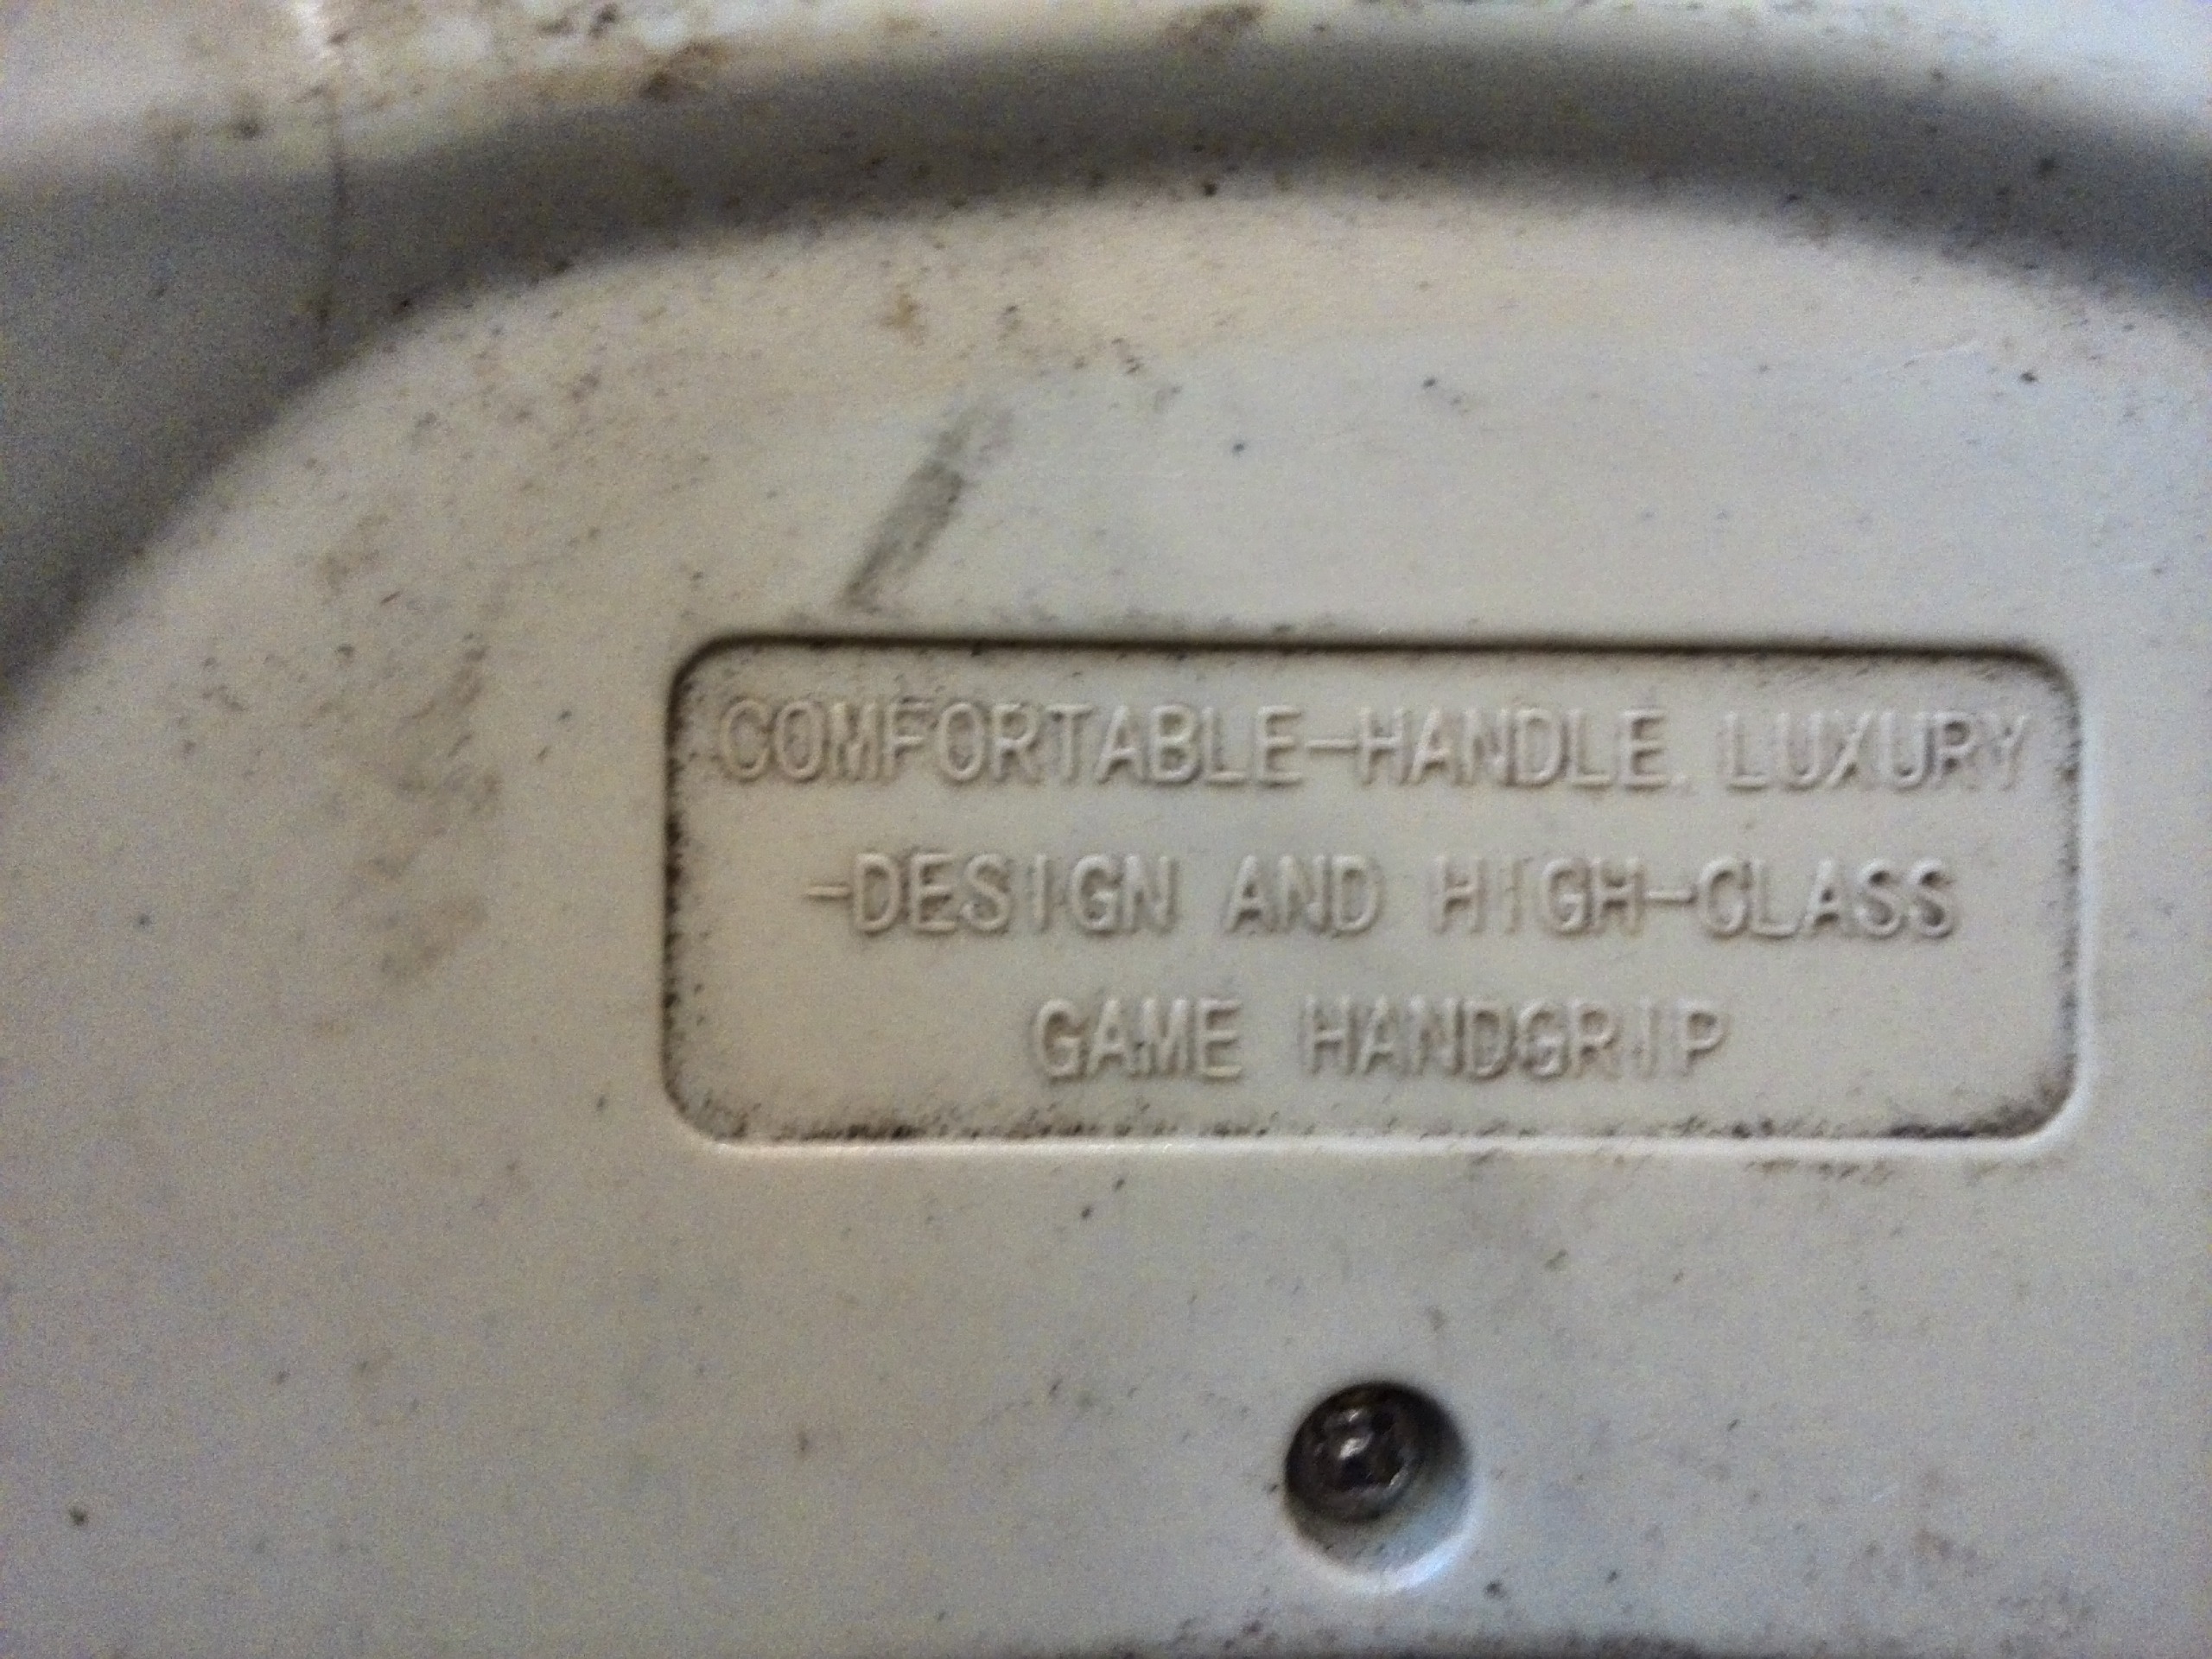 COMFORTABLE-HANDLE. LUXURY
-DESIGN AND HIGH-CLASS
GAME HANDGRIP